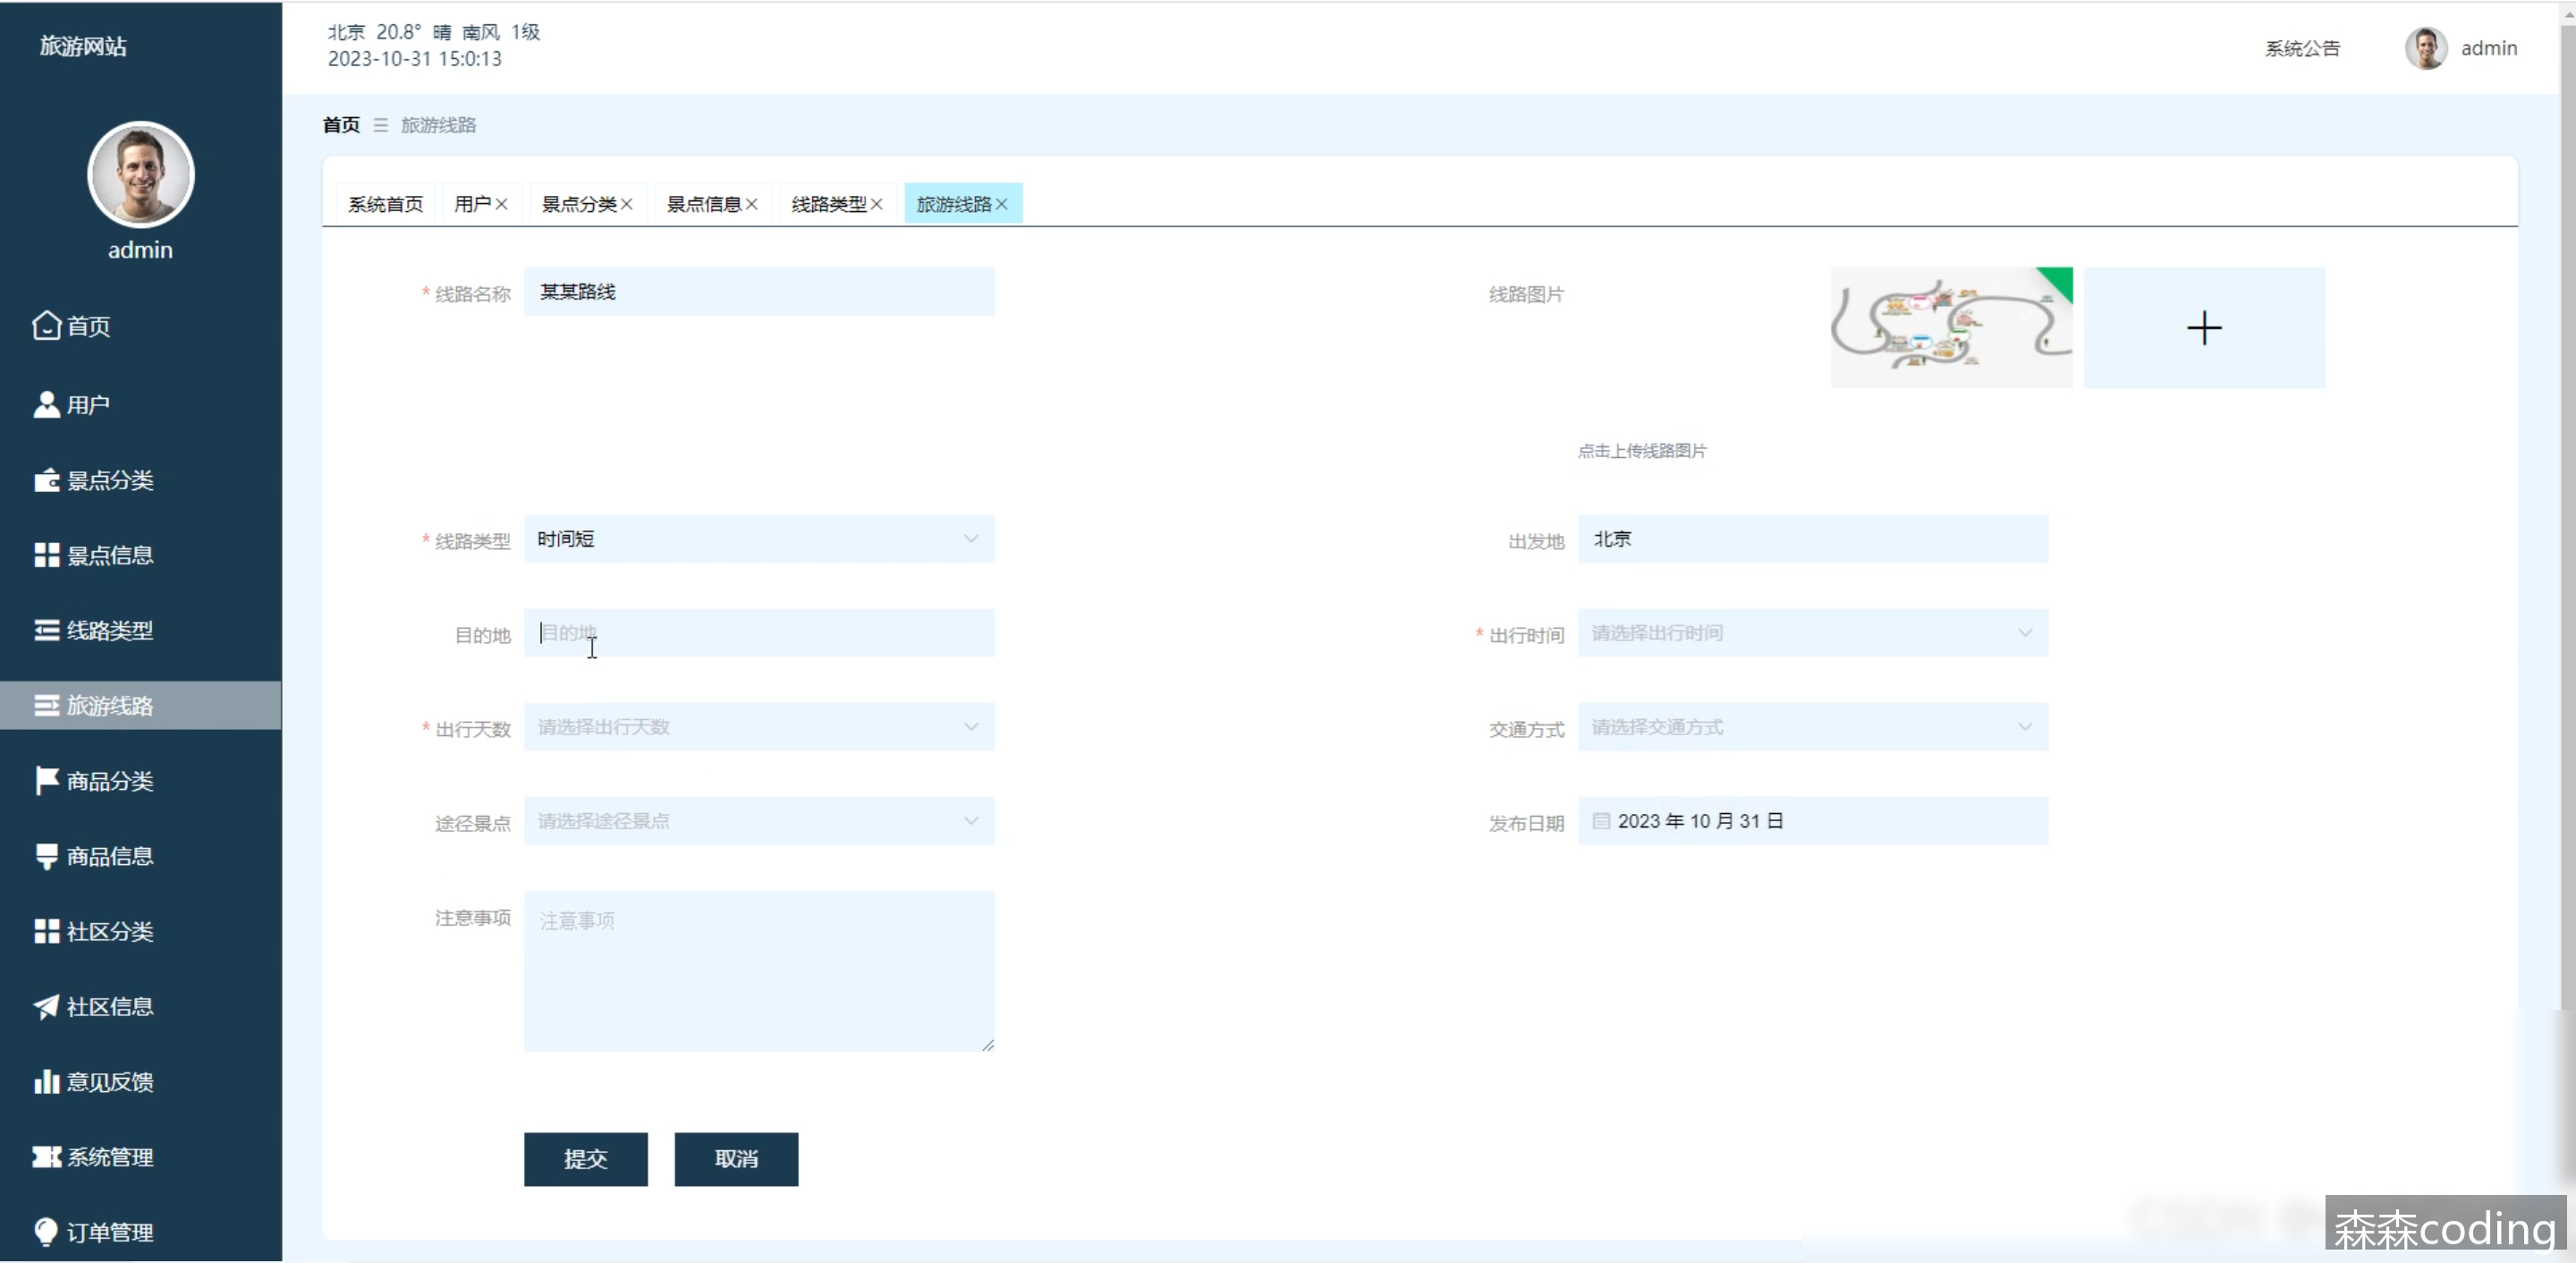 旅游网站
北京 20.8° 晴 南风 1级
2023-10-31 15:0:13
系统公告
admin
admin
首页
用户
景点分类
景点信息
线路类型
旅游线路
商品分类
商品信息
社区分类
社区信息
意见反馈
系统管理
订单管理
首页 旅游线路
系统首页 用户 景点分类 景点信息 线路类型 旅游线路
* 线路名称 某某路线
线路图片
点击上传线路图片
* 线路类型 时间短
出发地 北京
目的地 目的地
* 出行时间 请选择出行时间
* 出行天数 请选择出行天数
交通方式 请选择交通方式
途径景点 请选择途径景点
发布日期 2023 年 10 月 31 日
注意事项 注意事项
提交 取消
森森coding